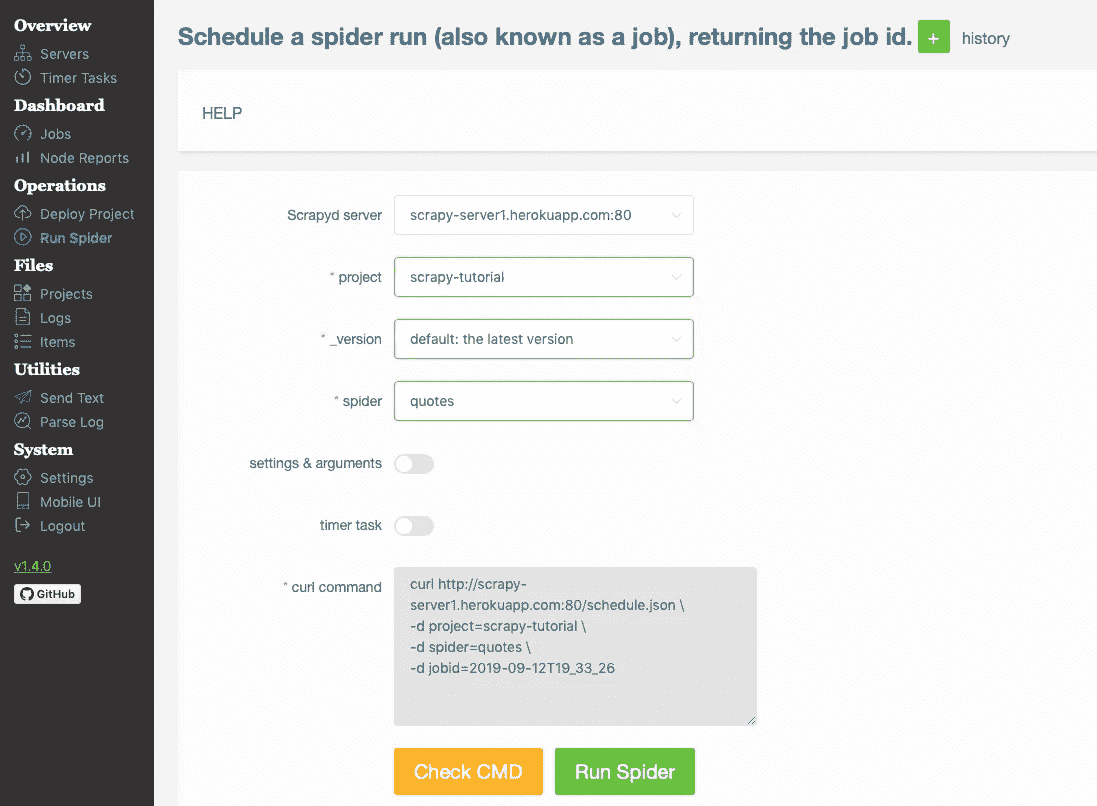 Overview
Servers
Timer Tasks
Dashboard
Jobs
Node Reports
Operations
Deploy Project
Run Spider
Files
Projects
Logs
Items
Utilities
Send Text
Parse Log
System
Settings
Mobile UI
Logout
v1.4.0
GitHub
Schedule a spider run (also known as a job), returning the job id. + history
HELP
Scrapyd server scrapy-server1.herokuapp.com:80
* project scrapy-tutorial
* _version default: the latest version
* spider quotes
settings & arguments
timer task
* curl command curl http://scrapy-
server1.herokuapp.com:80/schedule.json \
-d project=scrapy-tutorial \
-d spider=quotes \
-d jobid=2019-09-12T19_33_26
Check CMD Run Spider